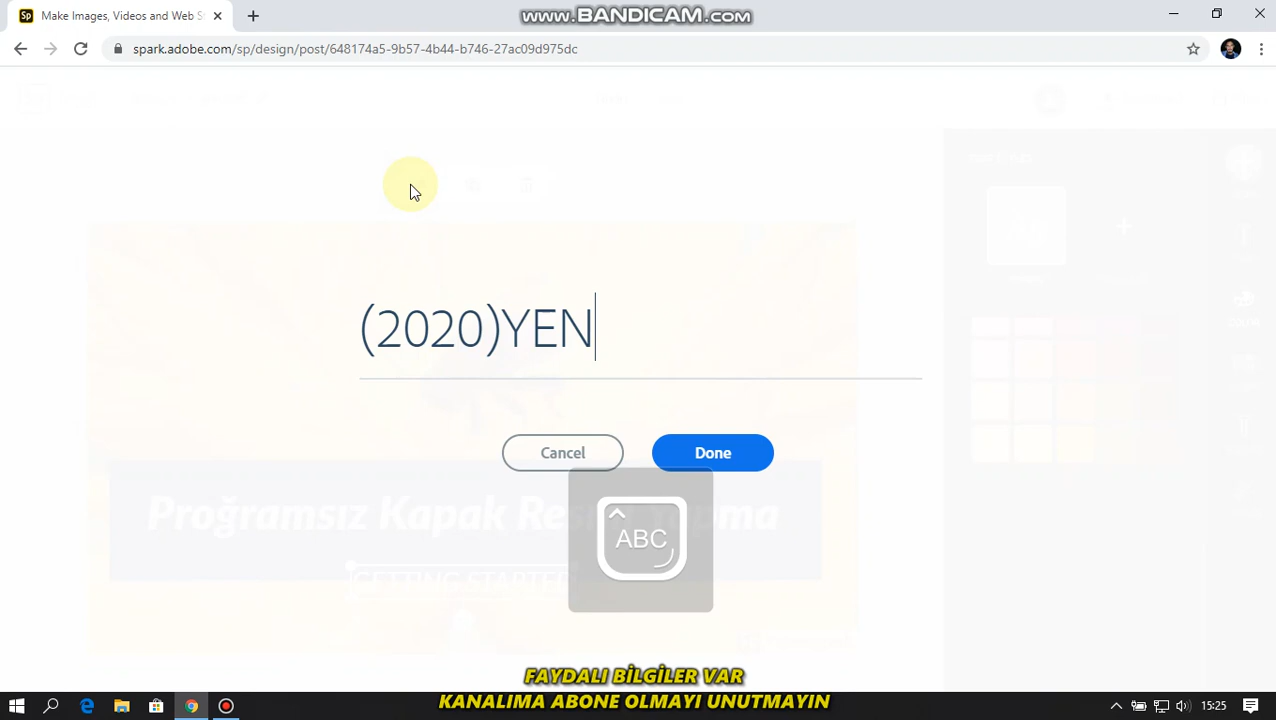 Make Images, Videos and Web S
www.BANDICAM.com
spark.adobe.com/sp/design/post/648174a5-9b57-4b44-b746-27ac09d975dc
(2020)YEN
Cancel
Done
Proğramsız Kapak Resmi Yapma
ABC
GETTING STARTED
FAYDALI BİLGİLER VAR
KANALIMA ABONE OLMAYI UNUTMAYIN
15:25